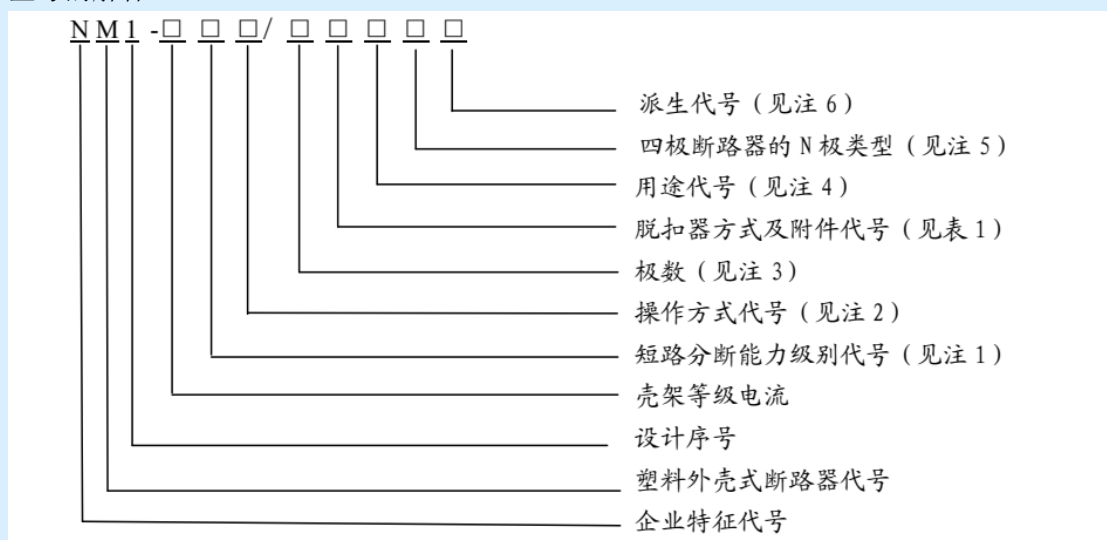 NM1-□□□/□□□□□
派生代号（见注 6）
四极断路器的 N 极类型（见注 5）
用途代号（见注 4）
脱扣器方式及附件代号（见表 1）
极数（见注 3）
操作方式代号（见注 2）
短路分断能力级别代号（见注 1）
壳架等级电流
设计序号
塑料外壳式断路器代号
企业特征代号